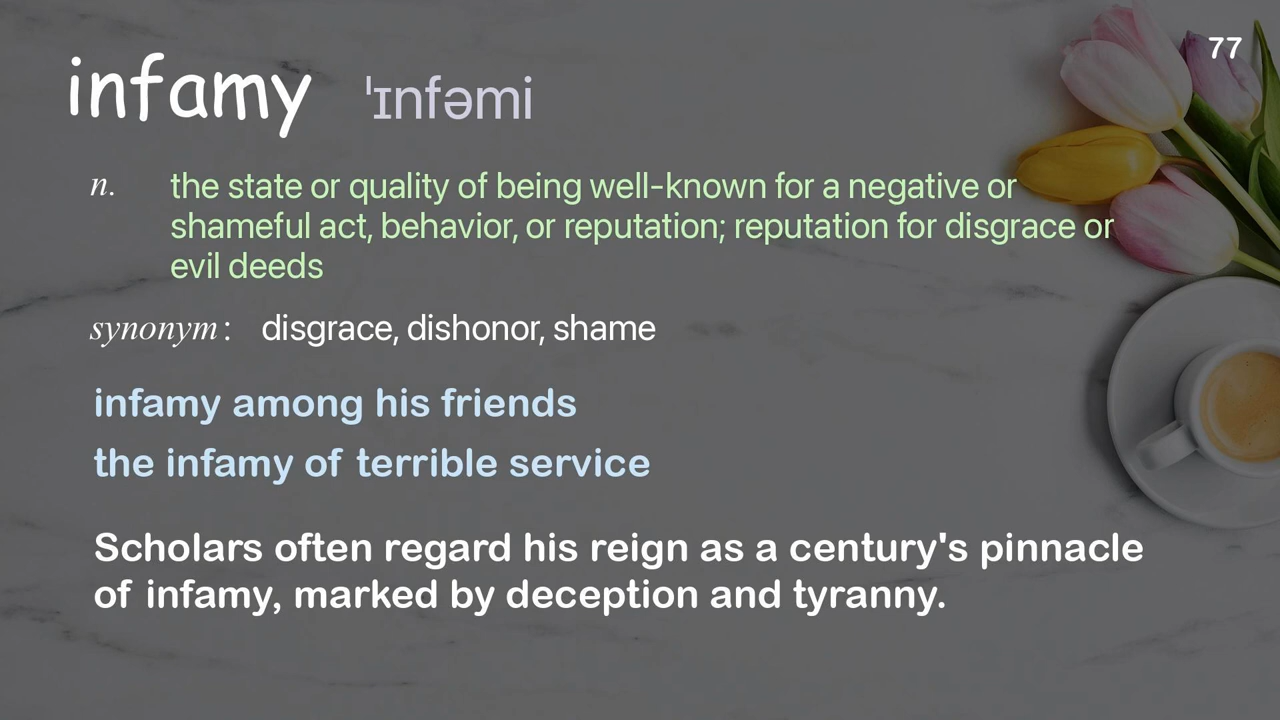 77
infamy ˈɪnfəmi
n. the state or quality of being well-known for a negative or
shameful act, behavior, or reputation; reputation for disgrace or
evil deeds
synonym: disgrace, dishonor, shame
infamy among his friends
the infamy of terrible service
Scholars often regard his reign as a century's pinnacle
of infamy, marked by deception and tyranny.